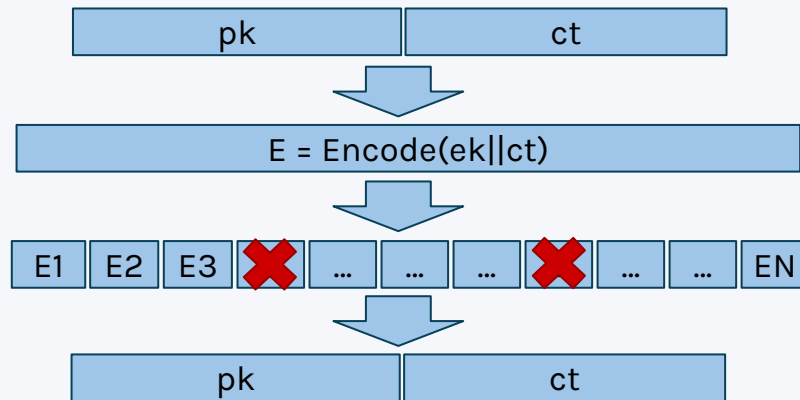 pk ct
E = Encode(ek||ct)
E1 E2 E3 ... ... ... ... ... EN
pk ct